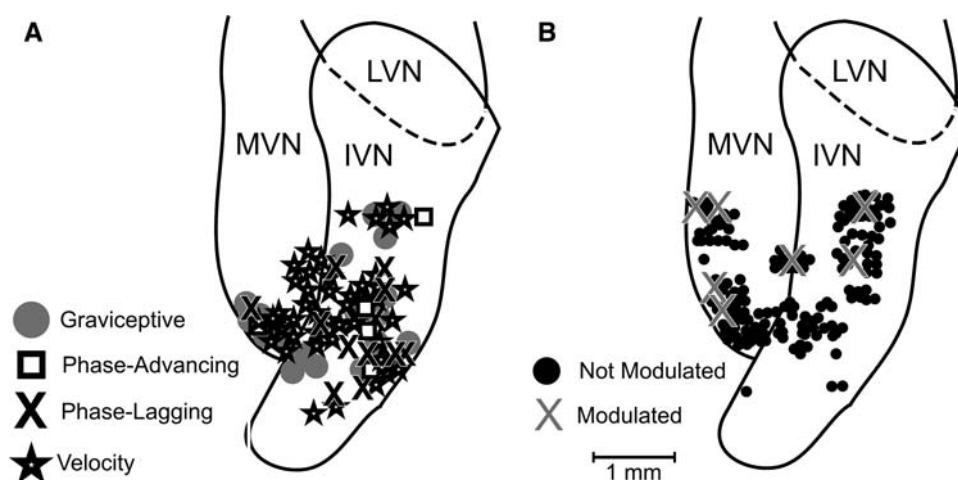 A
LVN
MVN
IVN
Graviceptive
Phase-Advancing
Phase-Lagging
Velocity
B
LVN
MVN
IVN
Not Modulated
Modulated
1 mm